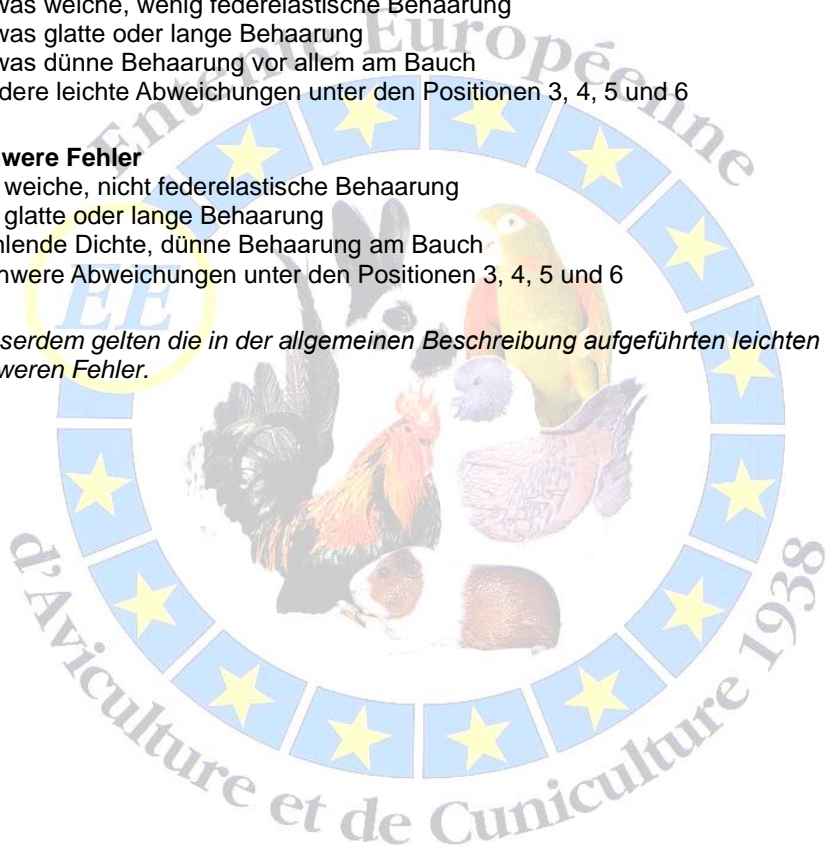 was weiche, wenig federelastische Behaarung
was glatte oder lange Behaarung
was dünne Behaarung vor allem am Bauch
dere leichte Abweichungen unter den Positionen 3, 4, 5 und 6
were Fehler
weiche, nicht federelastische Behaarung
glatte oder lange Behaarung
hlende Dichte, dünne Behaarung am Bauch
hwere Abweichungen unter den Positionen 3, 4, 5 und 6
serdem gelten die in der allgemeinen Beschreibung aufgeführten leichten
weren Fehler.
Entente Européenne
EE
d'Aviculture et de Cuniculture 1938